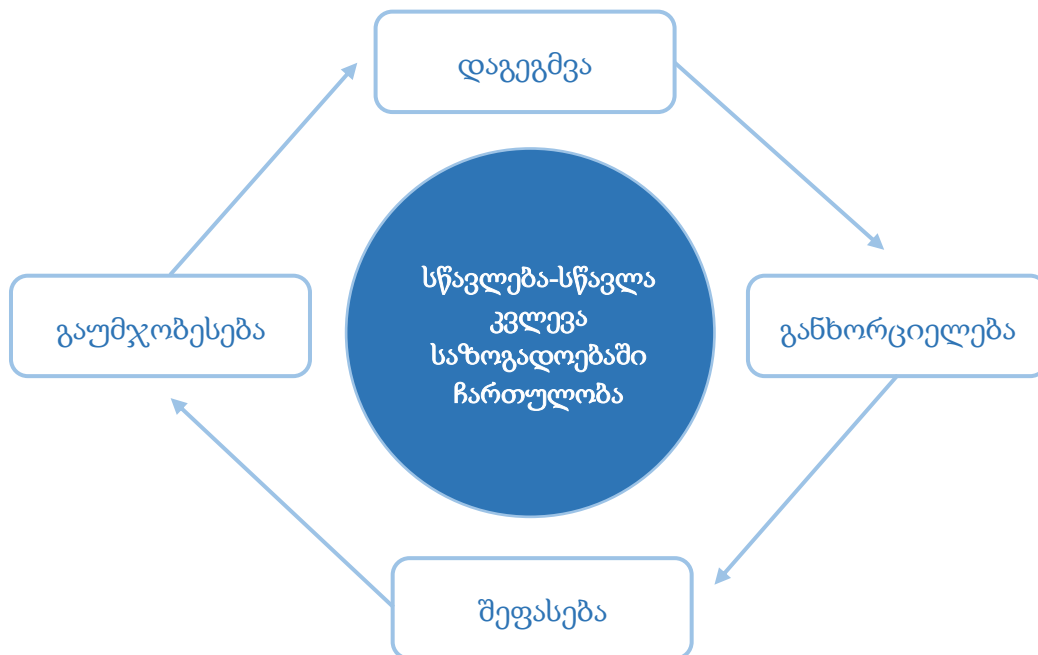 დაგეგმვა
სწავლება-სწავლა
კვლევა
საზოგადოებაში
ჩართულობა
გაუმჯობესება
განხორციელება
შეფასება